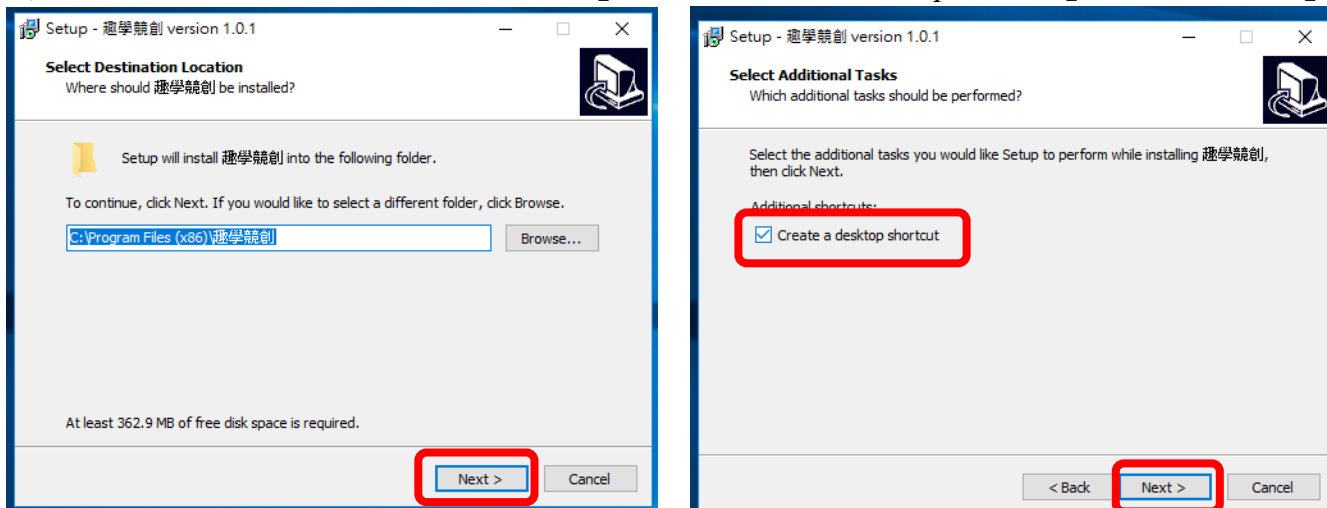 Setup - 趣學競創 version 1.0.1
Select Destination Location
Where should 趣學競創 be installed?
Setup will install 趣學競創 into the following folder.
To continue, click Next. If you would like to select a different folder, click Browse.
C:\Program Files (x86)\趣學競創
Browse...
At least 362.9 MB of free disk space is required.
Next >
Cancel
Setup - 趣學競創 version 1.0.1
Select Additional Tasks
Which additional tasks should be performed?
Select the additional tasks you would like Setup to perform while installing 趣學競創,
then click Next.
Additional shortcuts:
Create a desktop shortcut
< Back
Next >
Cancel